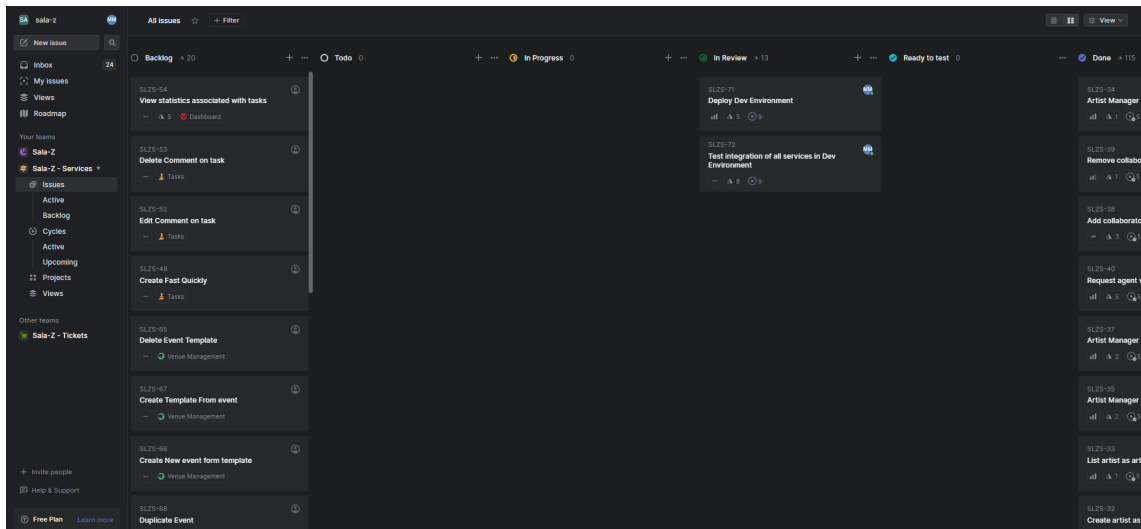 SA sala-z MM
New issue
Inbox 24
My issues
Views
Roadmap
Your teams
Sala-Z
Sala-Z - Services
Issues
Active
Backlog
Cycles
Active
Upcoming
Projects
Views
Other teams
Sala-Z - Tickets
Invite people
Help & Support
Free Plan Learn more
All issues + Filter View
Backlog 20
SLZS-54
View statistics associated with tasks
5 Dashboard
SLZS-53
Delete Comment on task
Tasks
SLZS-52
Edit Comment on task
Tasks
SLZS-48
Create Fast Quickly
Tasks
SLZS-65
Delete Event Template
Venue Management
SLZS-67
Create Template From event
Venue Management
SLZS-66
Create New event form template
Venue Management
SLZS-68
Duplicate Event
Todo 0
In Progress 0
In Review 13
SLZS-71 MM
Deploy Dev Environment
5 9
SLZS-72 MM
Test integration of all services in Dev
Environment
8 9
Ready to test 0
Done 115
SLZS-34
Artist Manager
1
SLZS-39
Remove collabo
1 5
SLZS-38
Add collaborato
3 5
SLZS-40
Request agent v
5 5
SLZS-37
Artist Manager
2 5
SLZS-35
Artist Manager
2 5
SLZS-33
List artist as art
1 5
SLZS-32
Create artist as